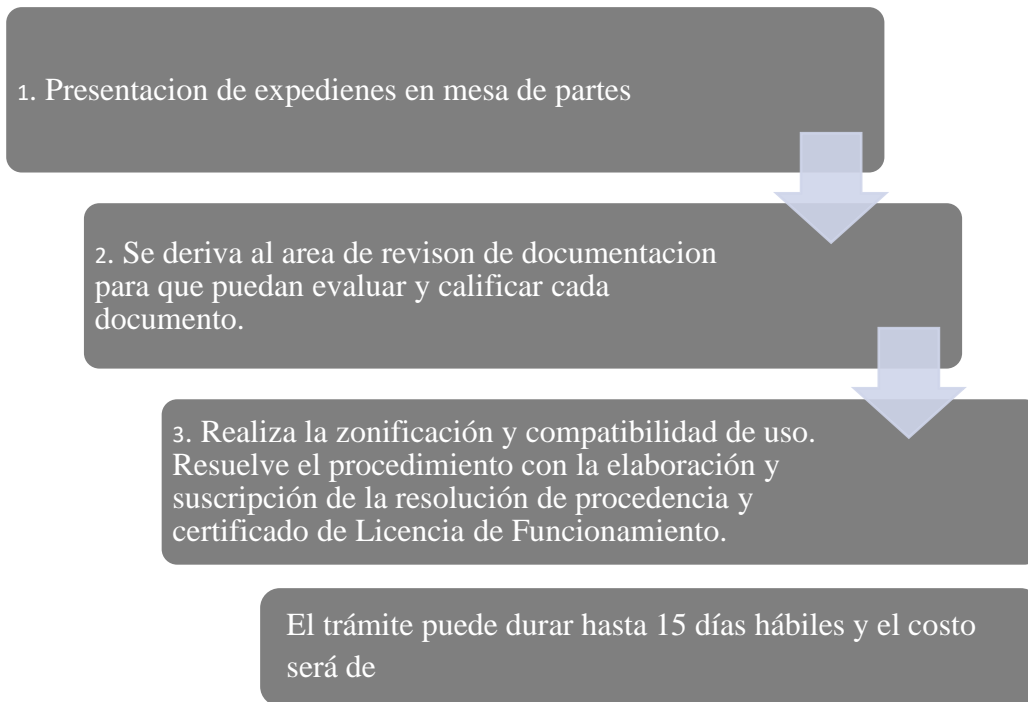 1. Presentacion de expedienes en mesa de partes
2. Se deriva al area de revison de documentacion
para que puedan evaluar y calificar cada
documento.
3. Realiza la zonificación y compatibilidad de uso.
Resuelve el procedimiento con la elaboración y
suscripción de la resolución de procedencia y
certificado de Licencia de Funcionamiento.
El trámite puede durar hasta 15 días hábiles y el costo
será de